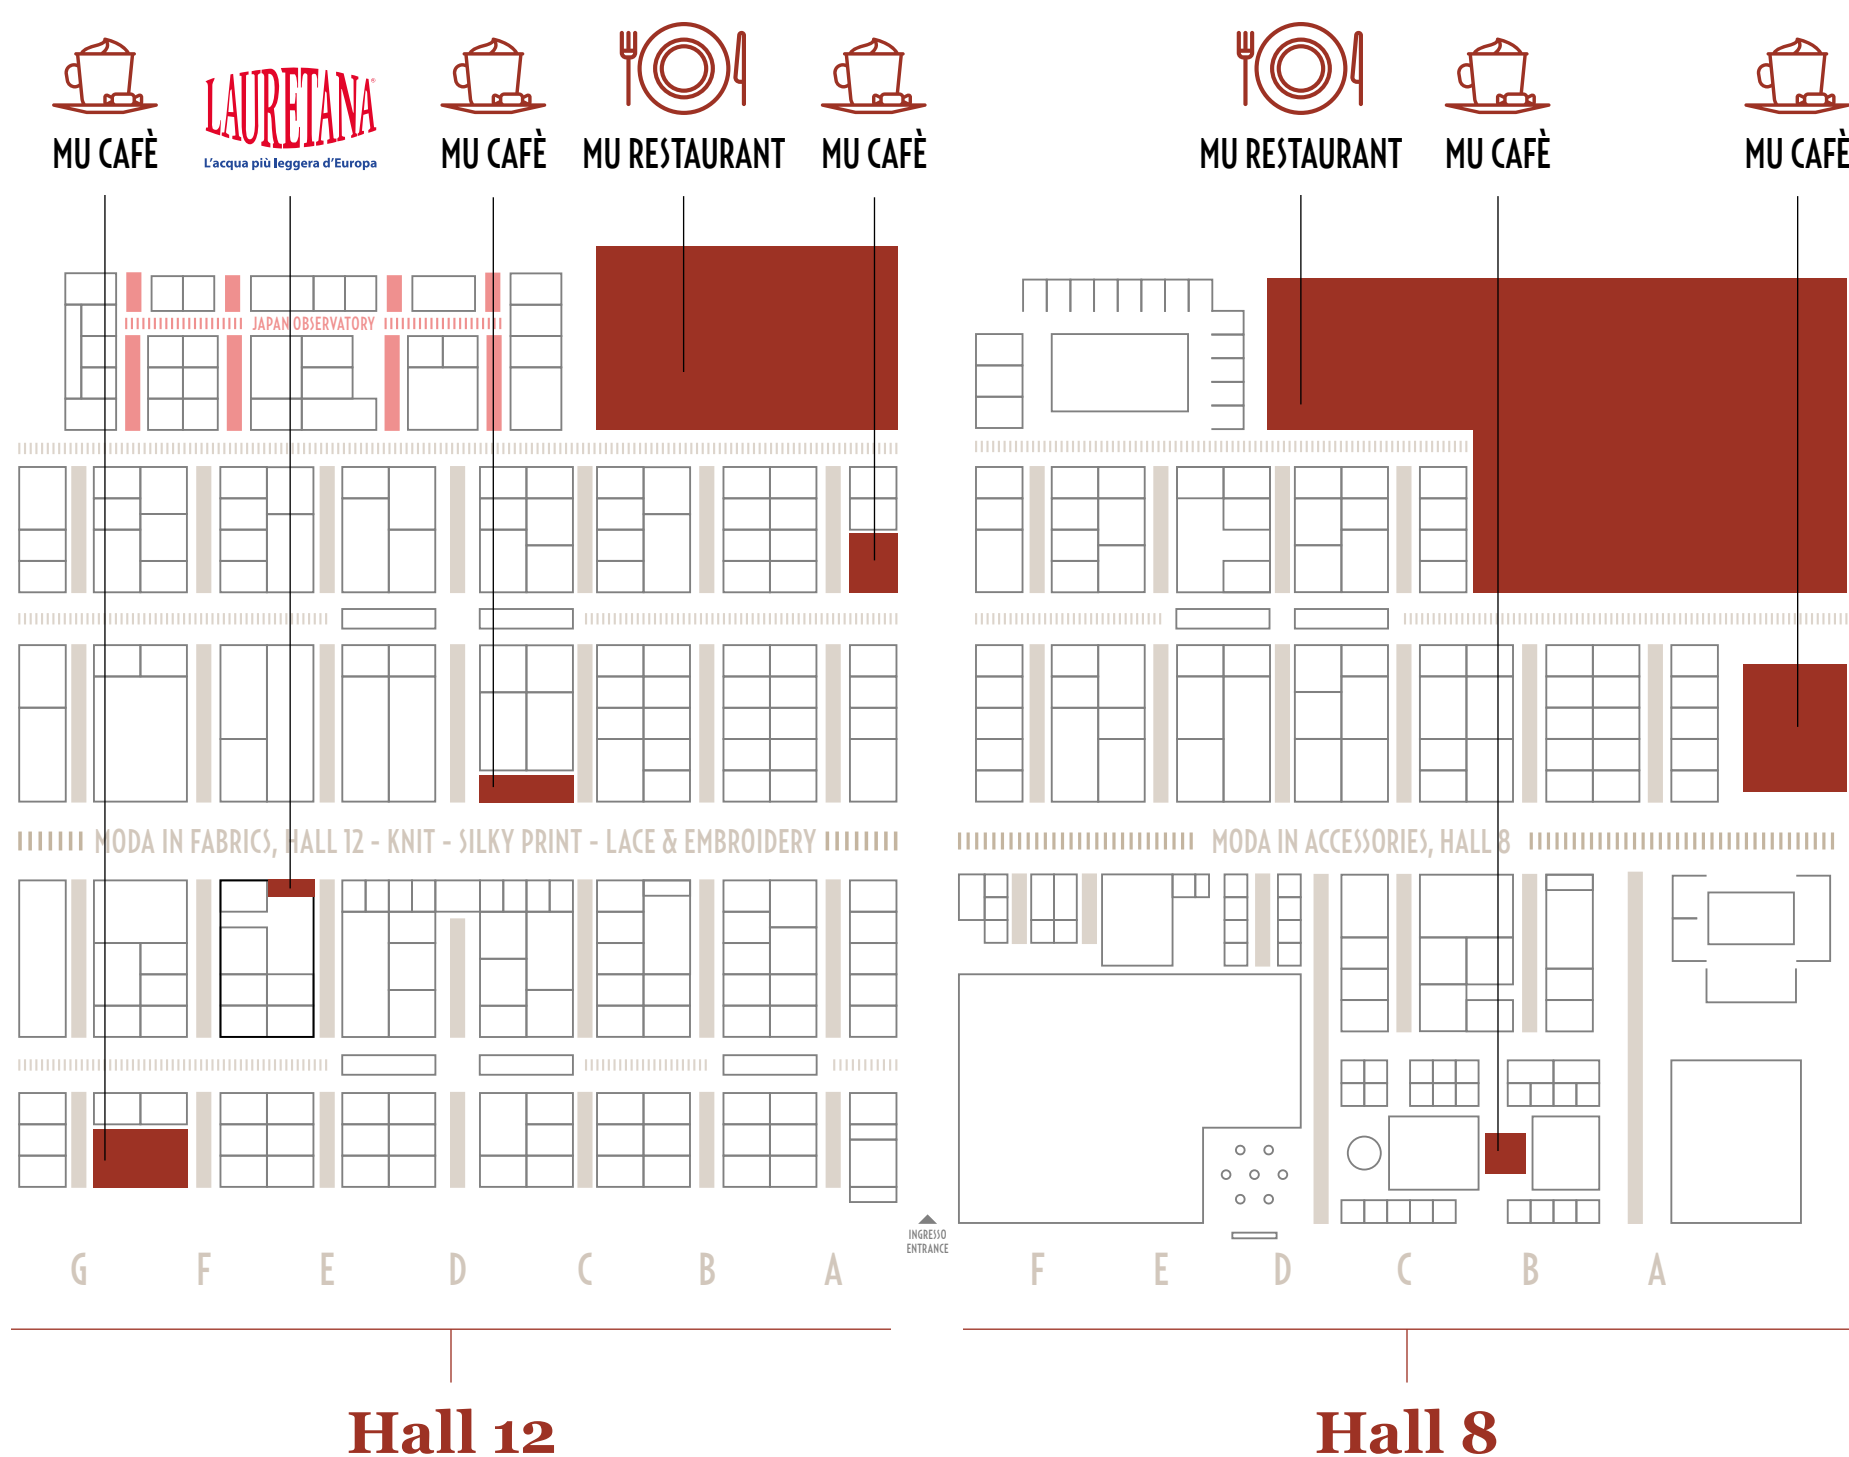 MU CAFÈ
LAURETANA®
L'acqua più leggera d'Europa
MU CAFÈ
MU RESTAURANT
MU CAFÈ
MU RESTAURANT
MU CAFÈ
MU CAFÈ
JAPAN OBSERVATORY
MODA IN FABRICS, HALL 12 - KNIT - SILKY PRINT - LACE & EMBROIDERY
MODA IN ACCESSORIES, HALL 8
INGRESSO
ENTRANCE
G F E D C B A
F E D C B A
Hall 12
Hall 8